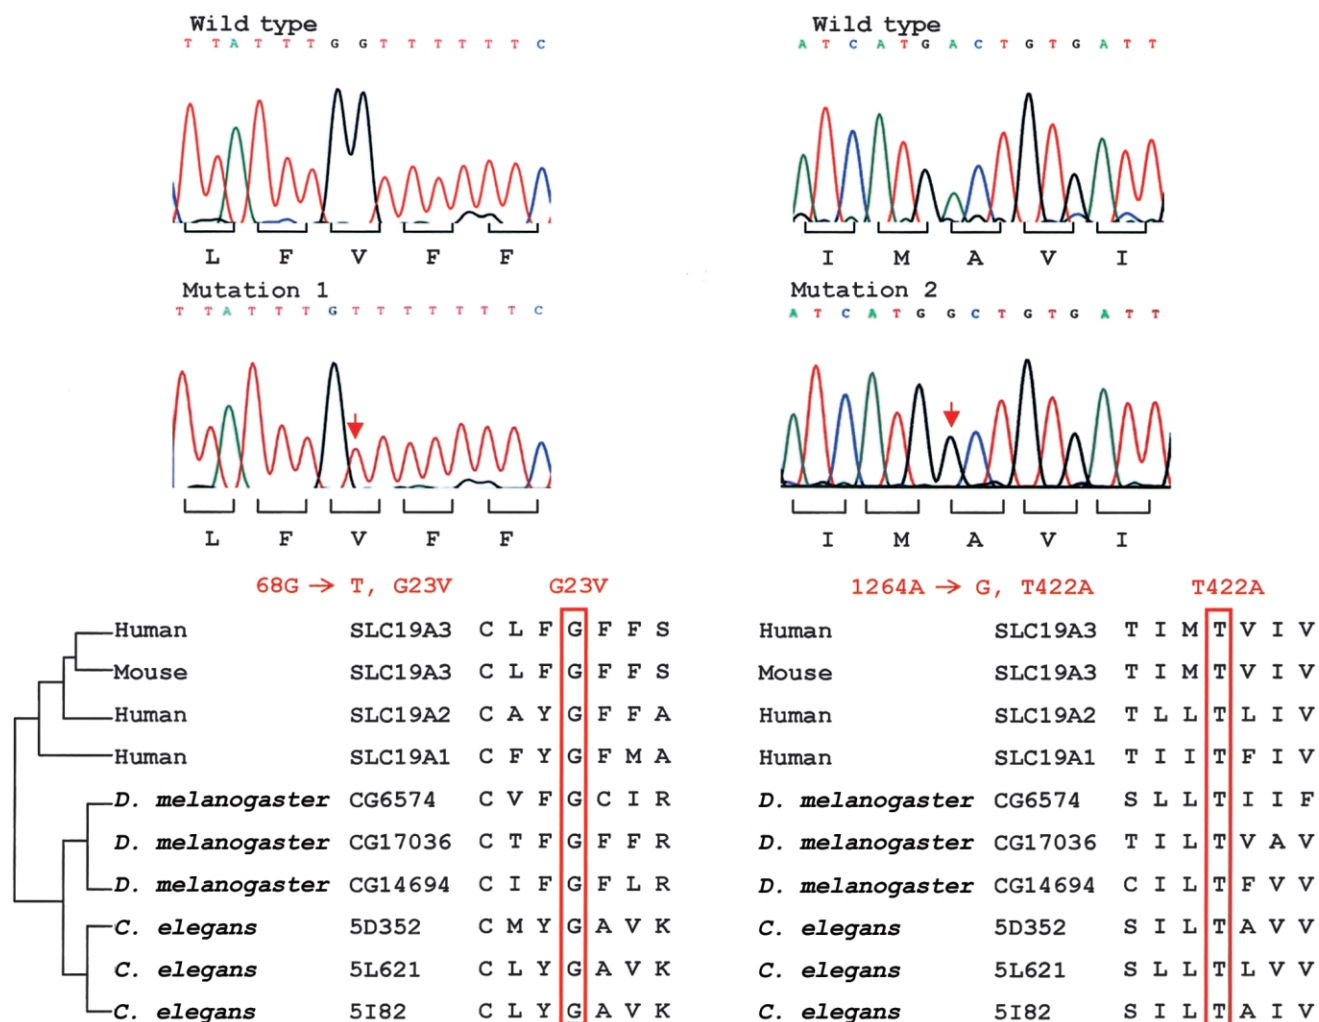 Wild type
T T A T T T G G T T T T T C
L F V F F
Mutation 1
T T A T T T G T T T T T T C
L F V F F
Wild type
A T C A T G A C T G T G A T T
I M A V I
Mutation 2
A T C A T G G C T G T G A T T
I M A V I
68G → T, G23V G23V
Human SLC19A3 C L F G F F S
Mouse SLC19A3 C L F G F F S
Human SLC19A2 C A Y G F F A
Human SLC19A1 C F Y G F M A
D. melanogaster CG6574 C V F G C I R
D. melanogaster CG17036 C T F G F F R
D. melanogaster CG14694 C I F G F L R
C. elegans 5D352 C M Y G A V K
C. elegans 5L621 C L Y G A V K
C. elegans 5I82 C L Y G A V K
1264A → G, T422A T422A
Human SLC19A3 T I M T V I V
Mouse SLC19A3 T I M T V I V
Human SLC19A2 T L L T L I V
Human SLC19A1 T I I T F I V
D. melanogaster CG6574 S L L T I I F
D. melanogaster CG17036 T I L T V A V
D. melanogaster CG14694 C I L T F V V
C. elegans 5D352 S I L T A V V
C. elegans 5L621 S L L T L V V
C. elegans 5I82 S I L T A I V